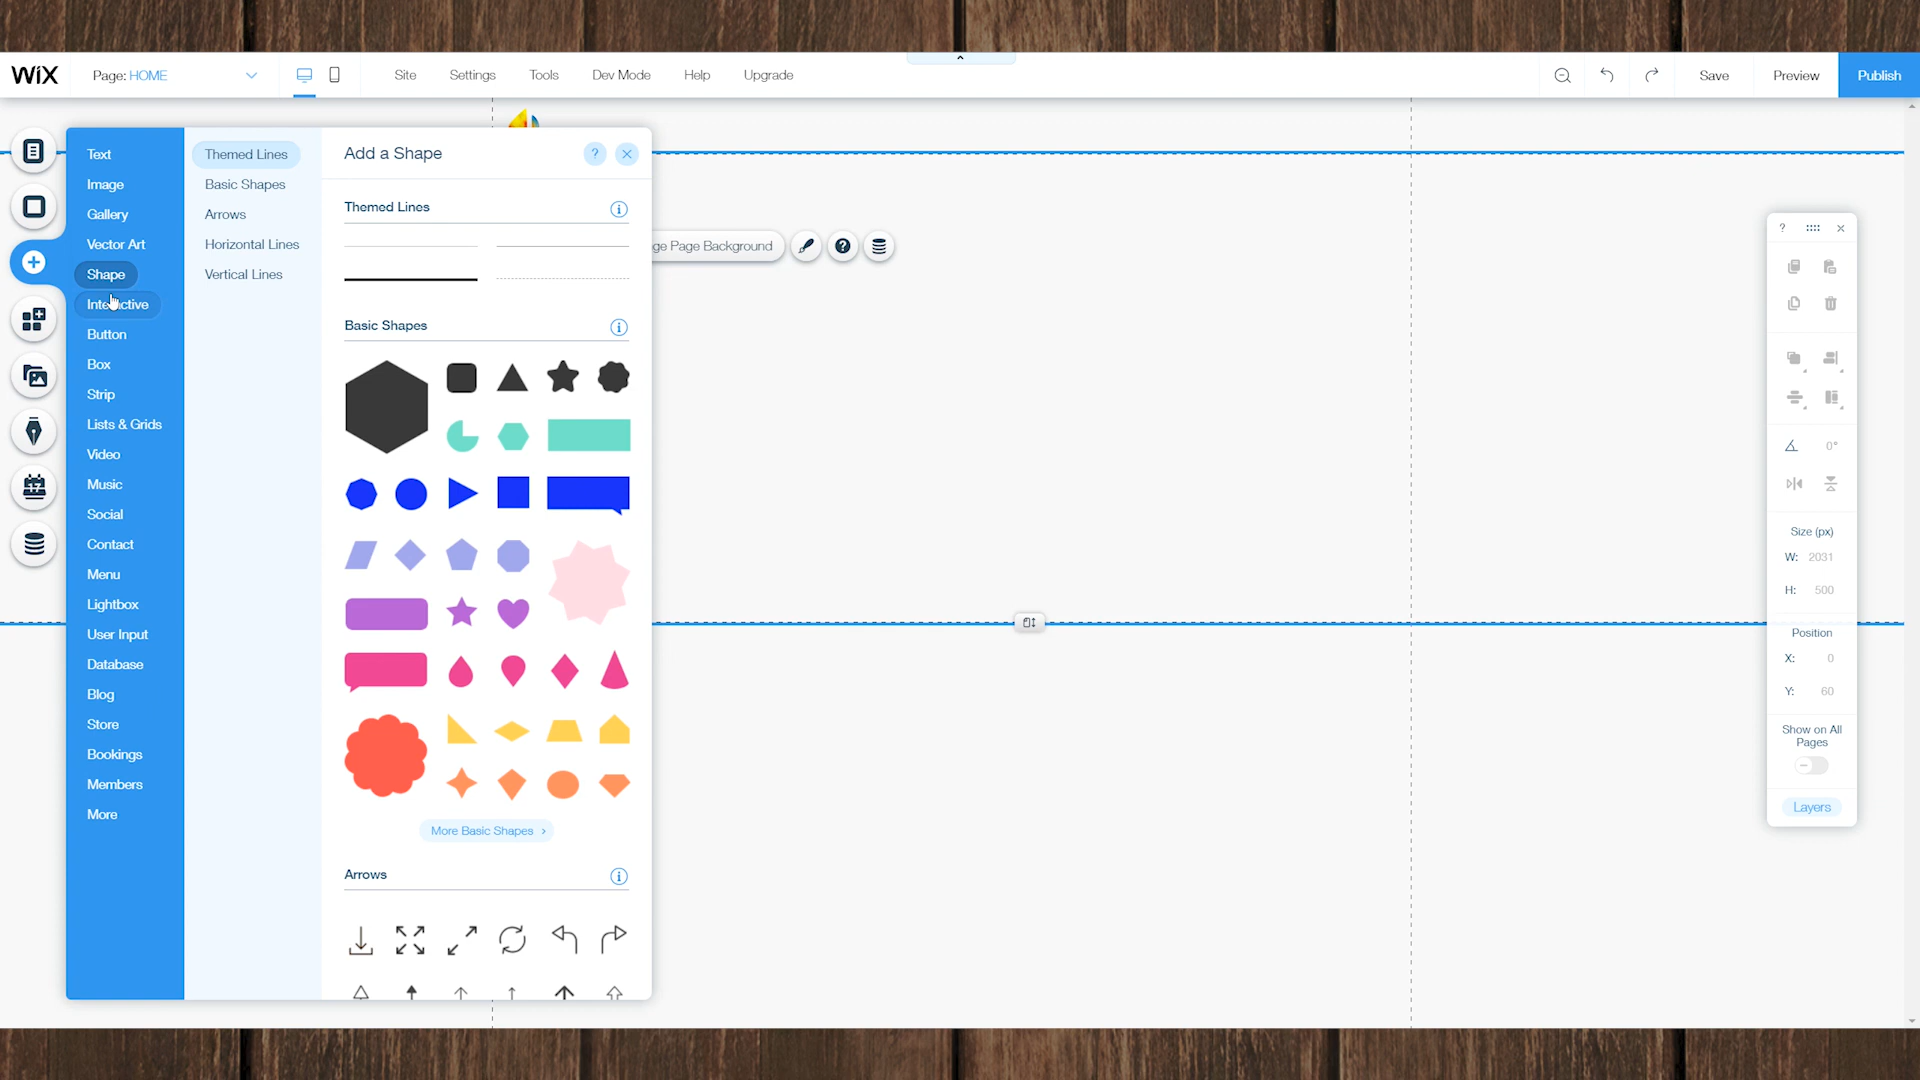 WiX
Page: HOME
Site
Settings
Tools
Dev Mode
Help
Upgrade
Save
Preview
Publish
Text
Image
Gallery
Vector Art
Shape
Interactive
Button
Box
Strip
Lists & Grids
Video
Music
Social
Contact
Menu
Lightbox
User Input
Database
Blog
Store
Bookings
Members
More
Themed Lines
Basic Shapes
Arrows
Horizontal Lines
Vertical Lines
Add a Shape
?
Themed Lines
Basic Shapes
More Basic Shapes
Arrows
ge Page Background
?
17
?
0°
Size (px)
W: 2031
H: 500
Position
X: 0
Y: 60
Show on All
Pages
Layers